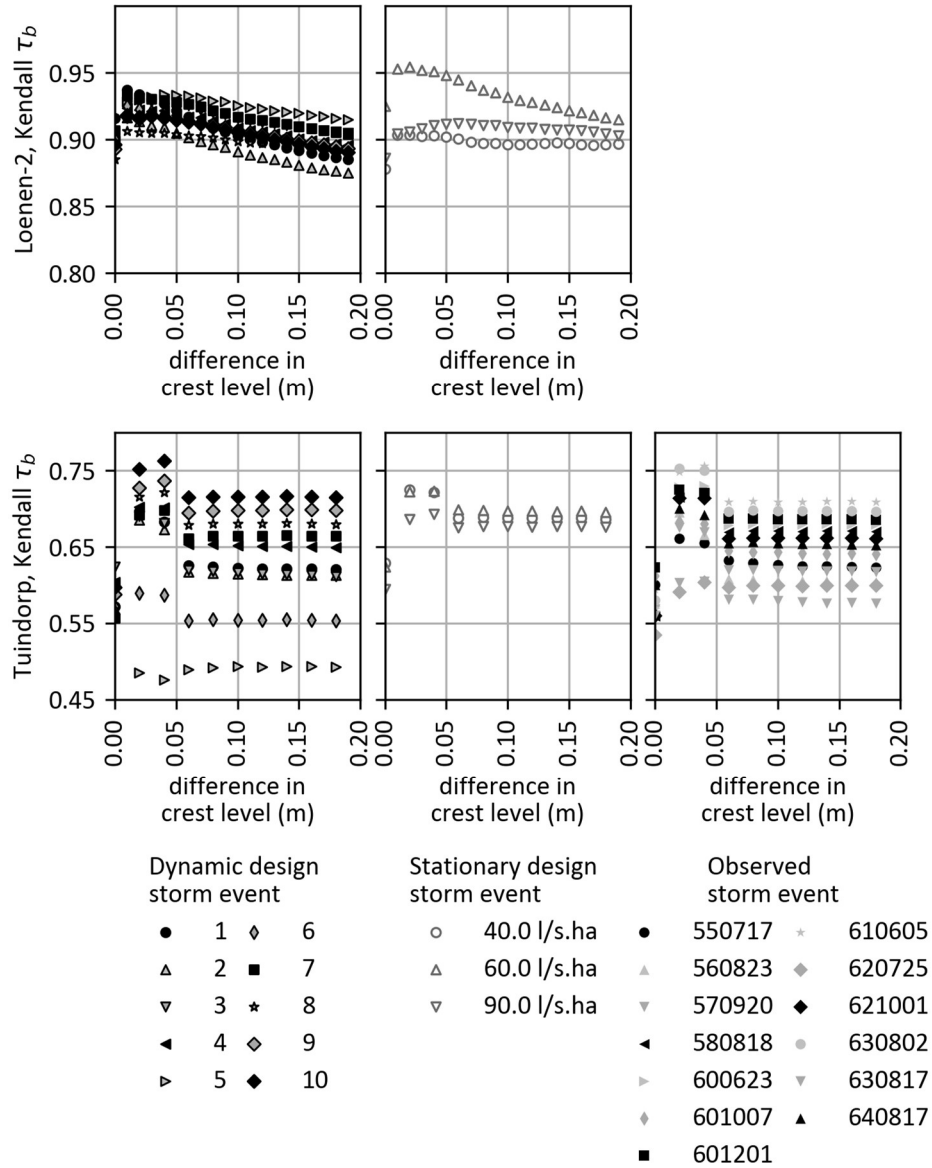 Loenen-2, Kendall τb
0.95
0.90
0.85
0.80
0.00
0.05
0.10
0.15
0.20
difference in
crest level (m)
0.00
0.05
0.10
0.15
0.20
difference in
crest level (m)
Tuindorp, Kendall τb
0.75
0.65
0.55
0.45
0.00
0.05
0.10
0.15
0.20
difference in
crest level (m)
0.00
0.05
0.10
0.15
0.20
difference in
crest level (m)
0.00
0.05
0.10
0.15
0.20
difference in
crest level (m)
Dynamic design
storm event
1 6
2 7
3 8
4 9
5 10
Stationary design
storm event
40.0 l/s.ha
60.0 l/s.ha
90.0 l/s.ha
Observed
storm event
550717 610605
560823 620725
570920 621001
580818 630802
600623 630817
601007 640817
601201